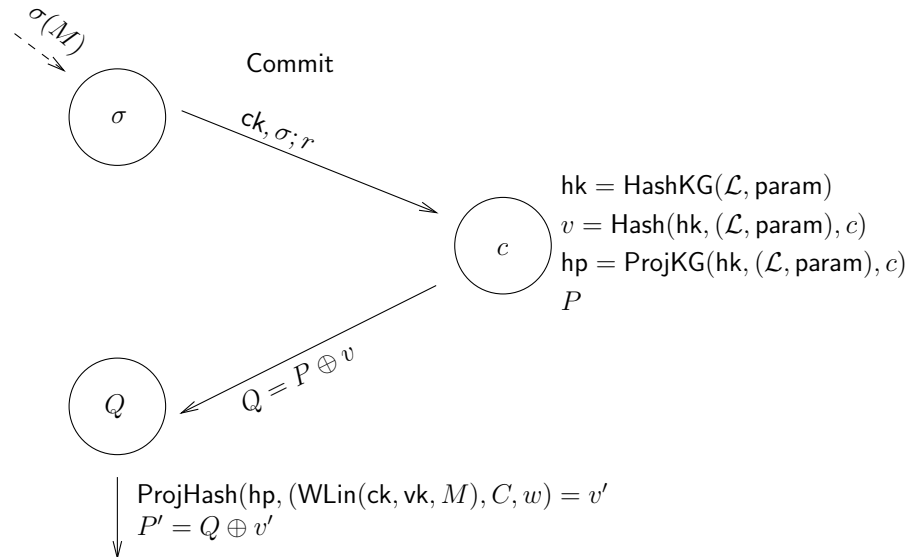 σ(M)
Commit
σ
ck, σ; r
hk = HashKG(ℒ, param)
v = Hash(hk, (ℒ, param), c)
c
hp = ProjKG(hk, (ℒ, param), c)
P
Q = P ⊕ v
Q
ProjHash(hp, (WLin(ck, vk, M), C, w) = v′
P′ = Q ⊕ v′